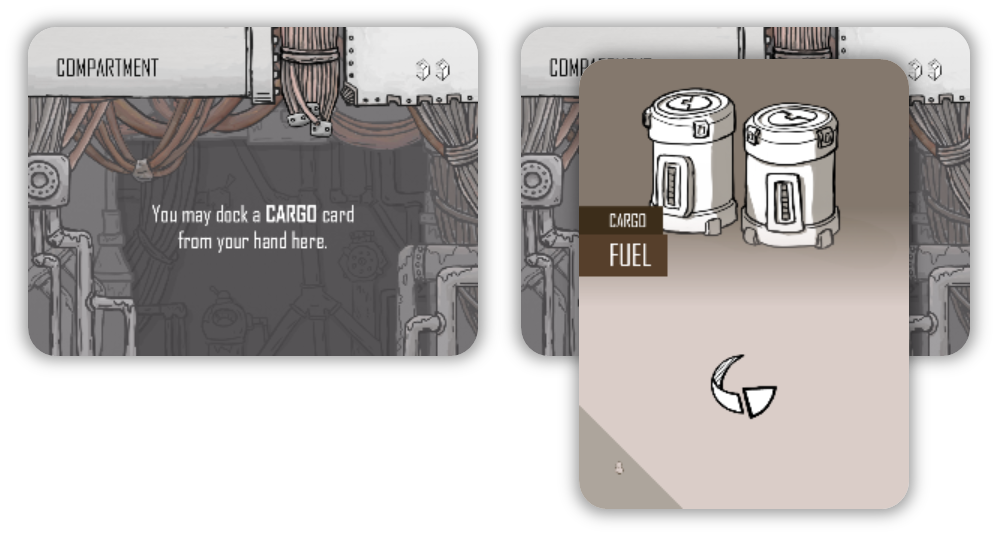 COMPARTMENT
You may dock a CARGO card
from your hand here.
CARGO
FUEL